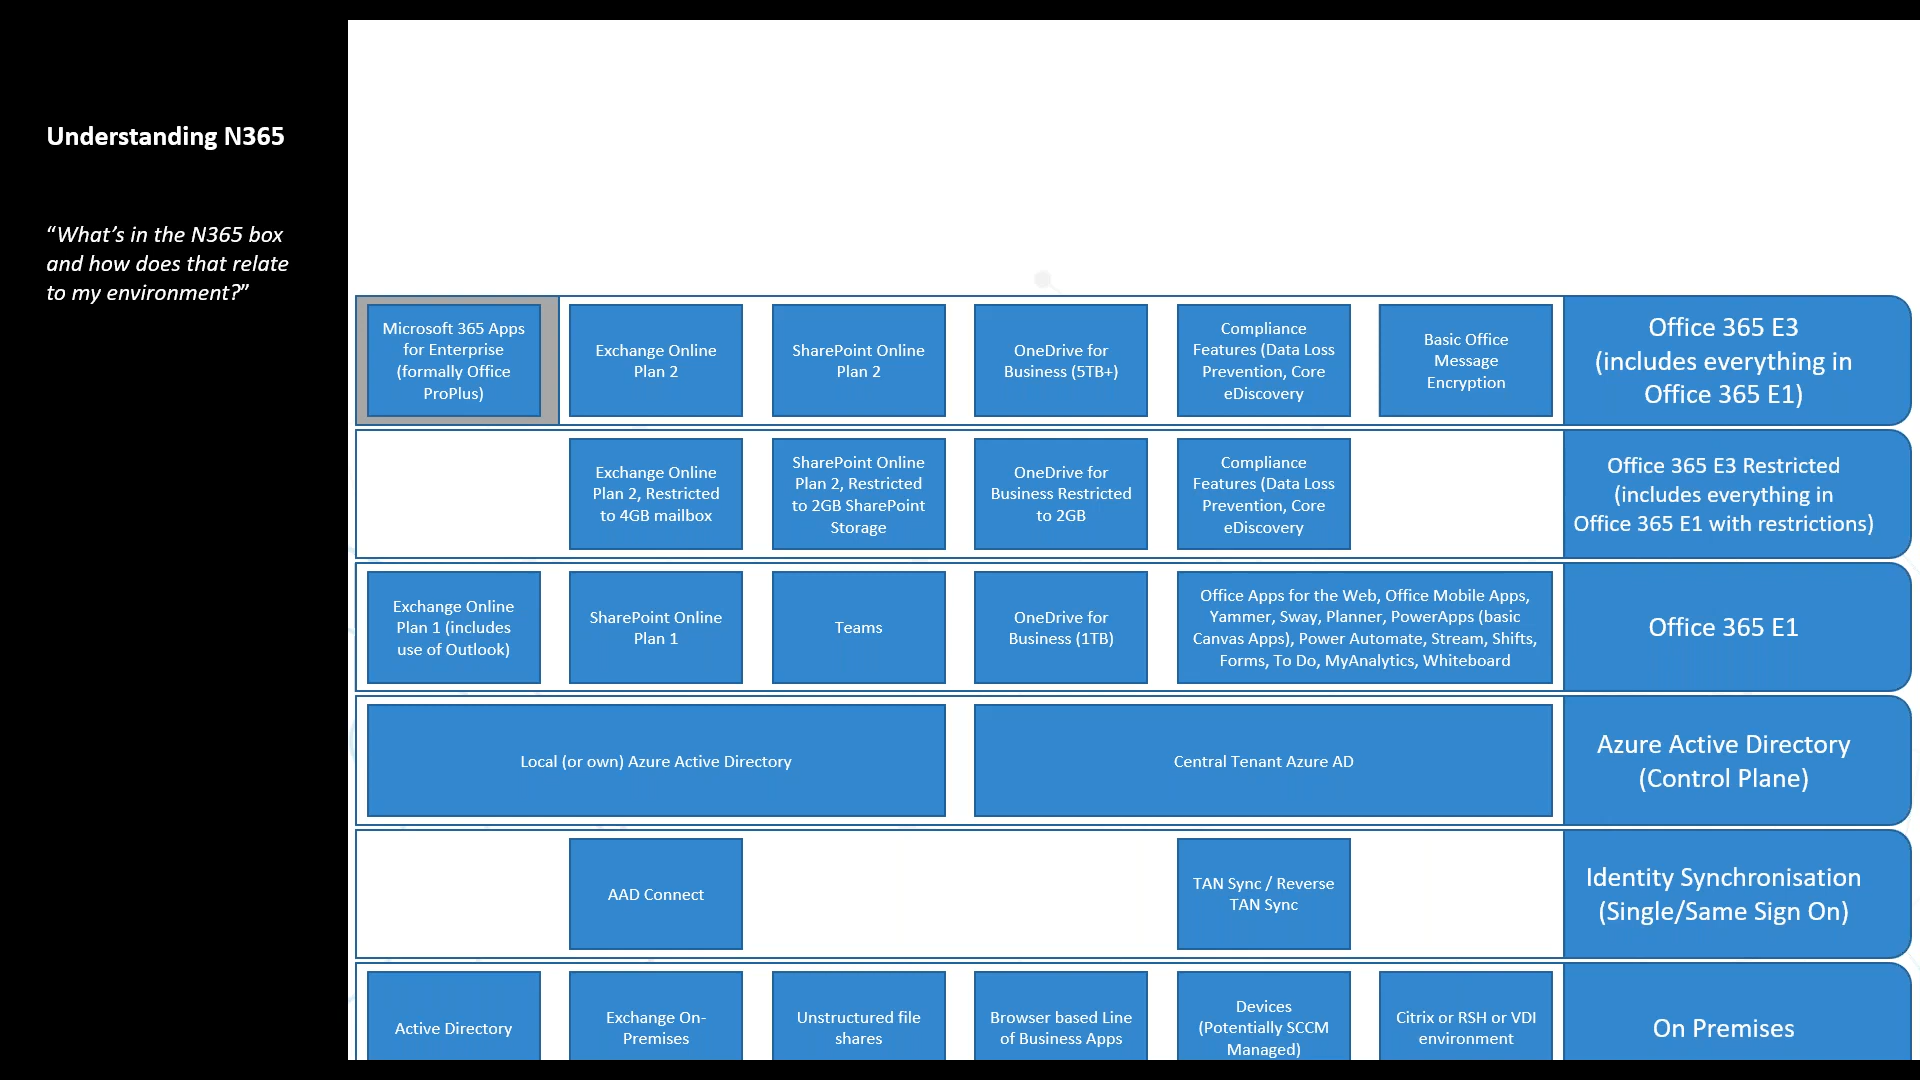 Understanding N365
“What’s in the N365 box
and how does that relate
to my environment?”
Microsoft 365 Apps
for Enterprise
(formally Office
ProPlus)
Exchange Online
Plan 2
SharePoint Online
Plan 2
OneDrive for
Business (5TB+)
Compliance
Features (Data Loss
Prevention, Core
eDiscovery
Basic Office
Message
Encryption
Office 365 E3
(includes everything in
Office 365 E1)
Exchange Online
Plan 2, Restricted
to 4GB mailbox
SharePoint Online
Plan 2, Restricted
to 2GB SharePoint
Storage
OneDrive for
Business Restricted
to 2GB
Compliance
Features (Data Loss
Prevention, Core
eDiscovery
Office 365 E3 Restricted
(includes everything in
Office 365 E1 with restrictions)
Exchange Online
Plan 1 (includes
use of Outlook)
SharePoint Online
Plan 1
Teams
OneDrive for
Business (1TB)
Office Apps for the Web, Office Mobile Apps,
Yammer, Sway, Planner, PowerApps (basic
Canvas Apps), Power Automate, Stream, Shifts,
Forms, To Do, MyAnalytics, Whiteboard
Office 365 E1
Local (or own) Azure Active Directory
Central Tenant Azure AD
Azure Active Directory
(Control Plane)
AAD Connect
TAN Sync / Reverse
TAN Sync
Identity Synchronisation
(Single/Same Sign On)
Active Directory
Exchange On-
Premises
Unstructured file
shares
Browser based Line
of Business Apps
Devices
(Potentially SCCM
Managed)
Citrix or RSH or VDI
environment
On Premises